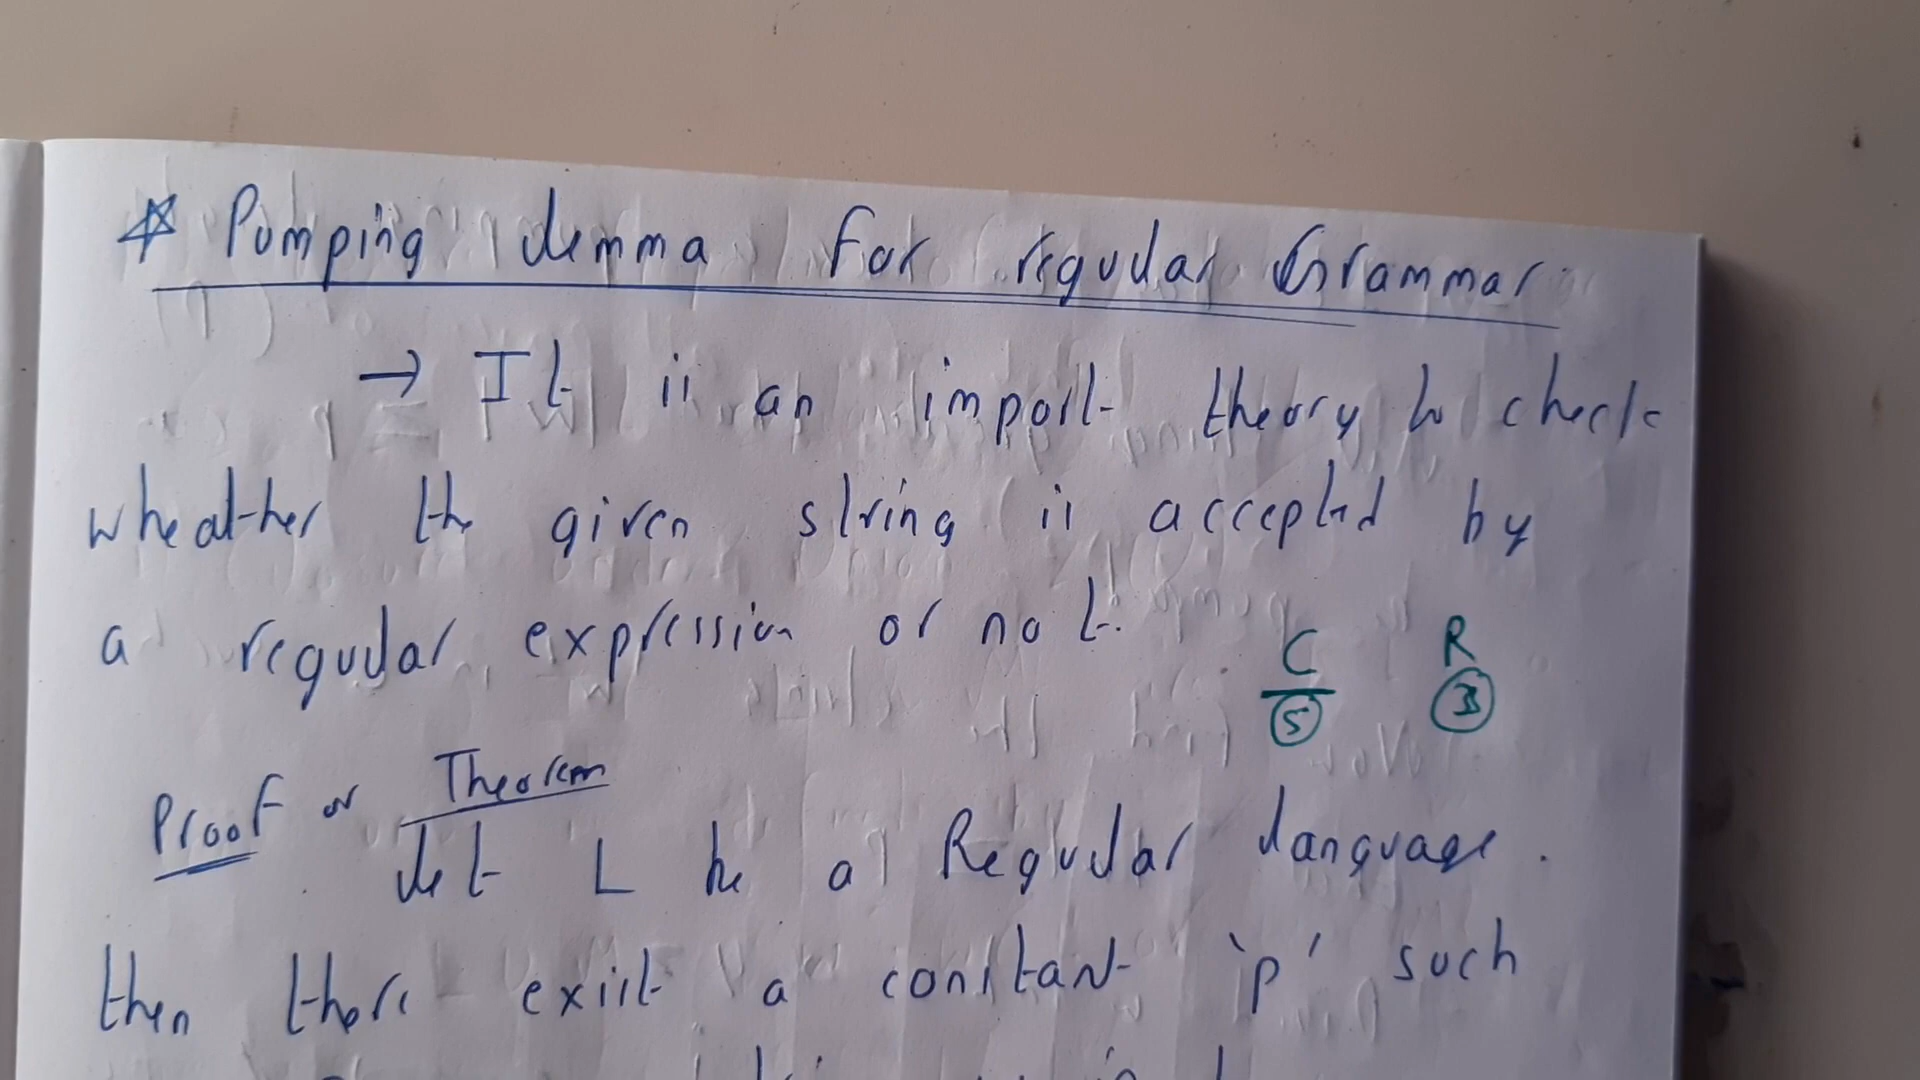 ☆ Pumping Lemma For regular Grammar
→ It is an import theory to check
wheather the given string is accepted by
a regular expression or not.
C R
5 3
Proof or Theorem
Let L be a Regular Language.
then there exist a constant 'p' such